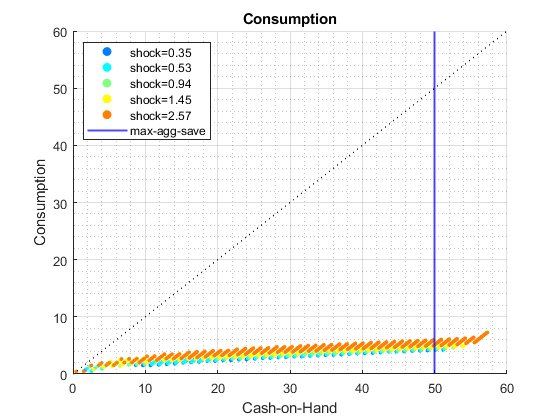 Consumption
60
50
40
30
20
10
0
Consumption
shock=0.35
shock=0.53
shock=0.94
shock=1.45
shock=2.57
max-agg-save
0 10 20 30 40 50 60
Cash-on-Hand